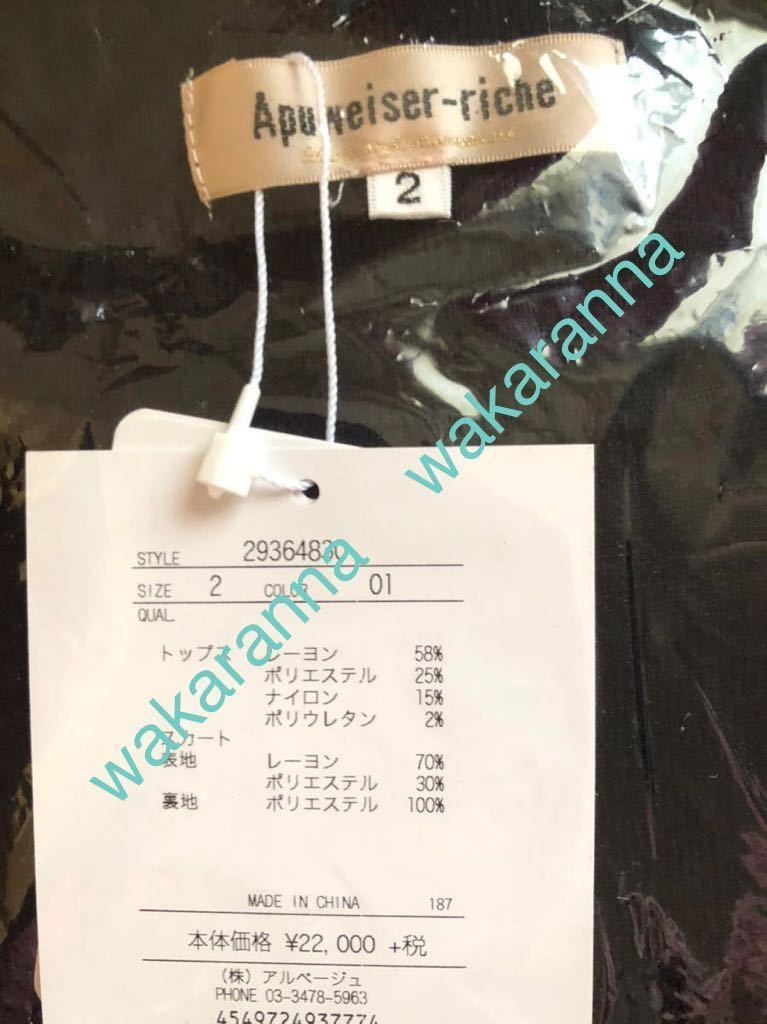 Apuweiser-riche
2
wakaranna
STYLE 29364830
SIZE 2 COLOR 01
QUAL.
トップス レーヨン 58%
ポリエステル 25%
ナイロン 15%
ポリウレタン 2%
wakaranna
スカート
表地 レーヨン 70%
ポリエステル 30%
裏地 ポリエステル 100%
MADE IN CHINA 187
本体価格 ¥22,000 +税
(株) アルページュ
PHONE 03-3478-5963
4549724937774